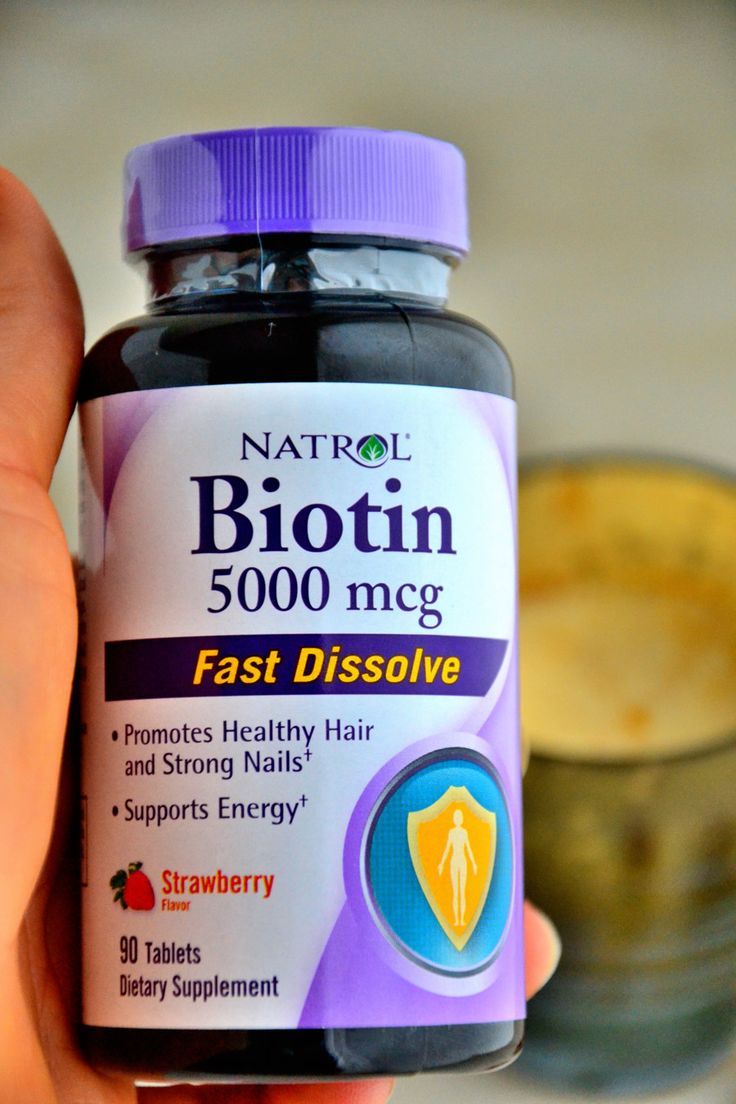 NATROL®
Biotin
5000 mcg
Fast Dissolve
• Promotes Healthy Hair
and Strong Nails†
• Supports Energy†
Strawberry
Flavor
90 Tablets
Dietary Supplement